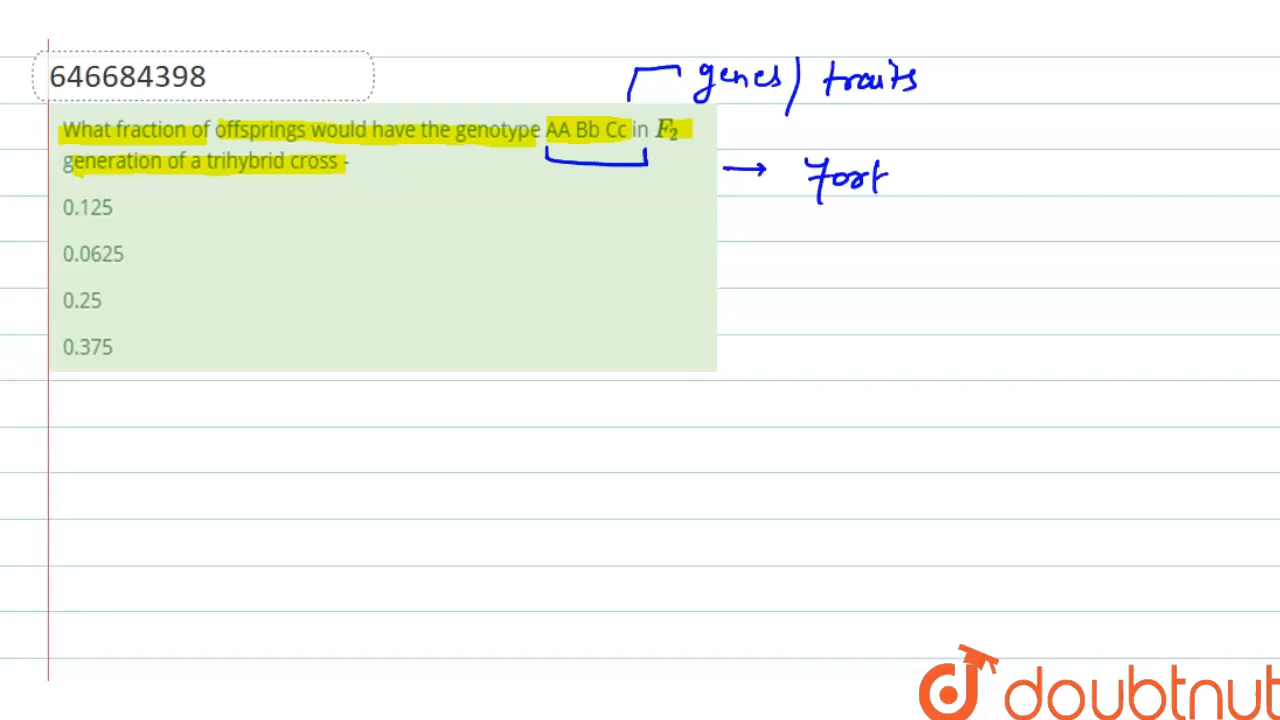 646684398
genes/ traits
What fraction of offsprings would have the genotype AA Bb Cc in F2
generation of a trihybrid cross -
→
0.125
0.0625
0.25
0.375
doubtnut